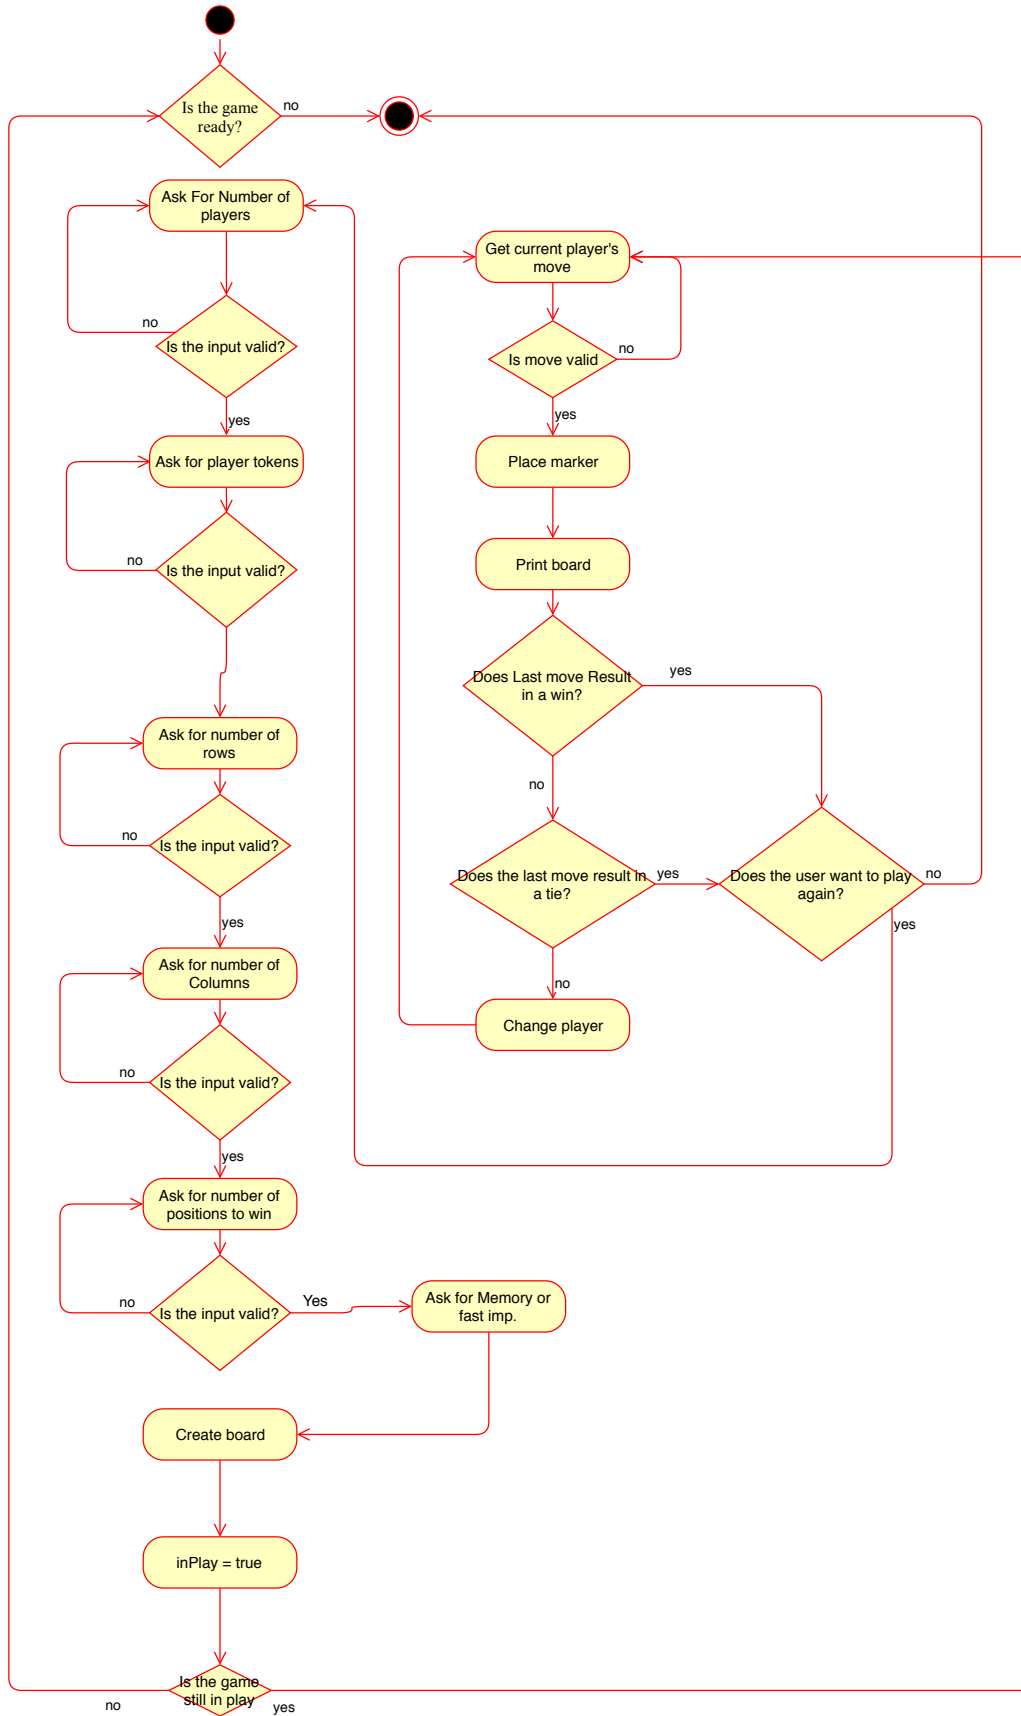 Is the game
ready?
no
Ask For Number of
players
no
Is the input valid?
yes
Ask for player tokens
no
Is the input valid?
Ask for number of
rows
no
Is the input valid?
yes
Ask for number of
Columns
no
Is the input valid?
yes
Ask for number of
positions to win
no
Is the input valid?
Yes
Ask for Memory or
fast imp.
Create board
inPlay = true
Is the game
still in play
no
yes
Get current player's
move
Is move valid
no
yes
Place marker
Print board
Does Last move Result
in a win?
yes
no
Does the last move result in
a tie?
yes
no
Change player
Does the user want to play
again?
no
yes